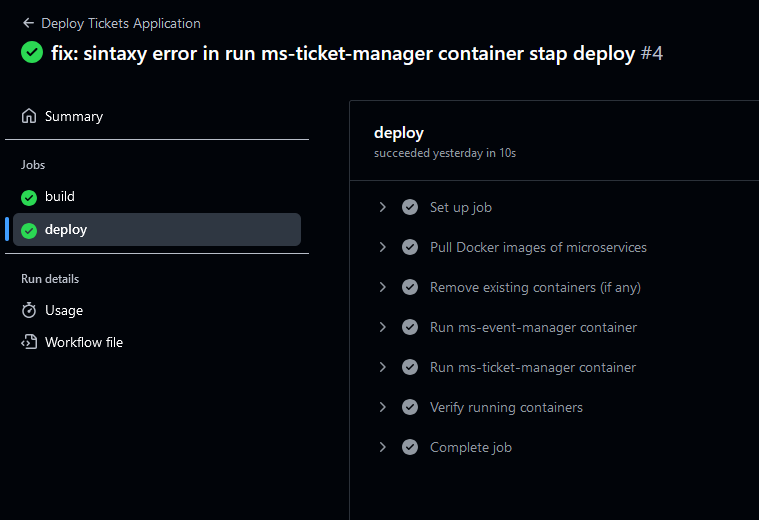 Deploy Tickets Application
fix: sintaxy error in run ms-ticket-manager container stap deploy #4
Summary
Jobs
build
deploy
Run details
Usage
Workflow file
deploy
succeeded yesterday in 10s
Set up job
Pull Docker images of microservices
Remove existing containers (if any)
Run ms-event-manager container
Run ms-ticket-manager container
Verify running containers
Complete job